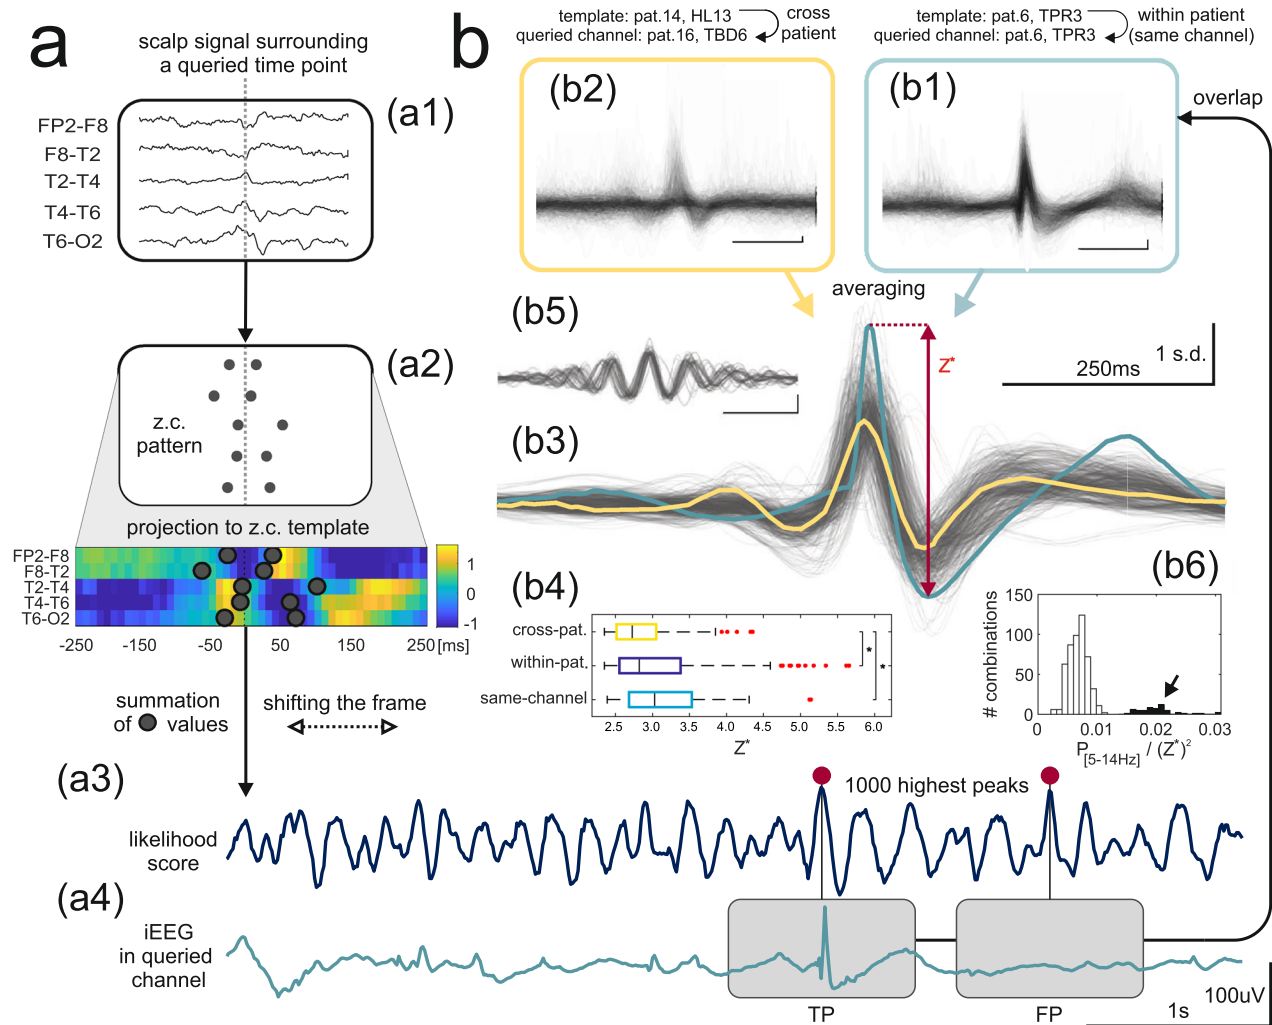 a
scalp signal surrounding
a queried time point
(a1)
FP2-F8
F8-T2
T2-T4
T4-T6
T6-O2
(a2)
z.c.
pattern
projection to z.c. template
FP2-F8
F8-T2
T2-T4
T4-T6
T6-O2
1
0
-1
-250
-150
-50
50
150
250
[ms]
summation
of values
shifting the frame
(a3)
likelihood
score
1000 highest peaks
(a4)
iEEG
in queried
channel
TP
FP
1s
100uV
b
template: pat.14, HL13
queried channel: pat.16, TBD6
cross
patient
template: pat.6, TPR3
queried channel: pat.6, TPR3
within patient
(same channel)
(b2)
(b1)
overlap
averaging
(b5)
Z*
1 s.d.
250ms
(b3)
(b4)
cross-pat.
within-pat.
same-channel
*
*
2.5 3.0 3.5 4.0 4.5 5.0 5.5 6.0
Z*
(b6)
# combinations
150
100
50
0
0 0.01 0.02 0.03
P[5-14Hz] / (Z*)²